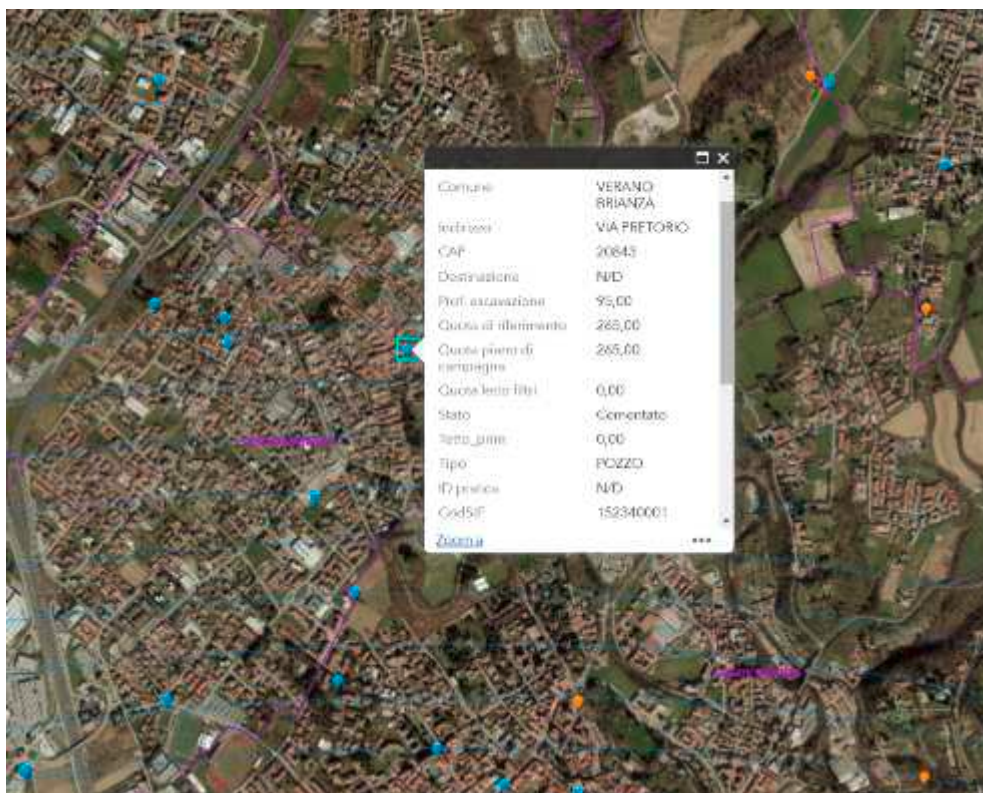 Comune VERANO
BRIANZA
Indirizzo VIA PRETORIO
CAP 20843
Destinazione N/D
Prof. escavazione 95,00
Quota di riferimento 265,00
Quota piano di 265,00
campagna
Quota letto filtri 0,00
Stato Cementato
0,00
Tipo POZZO
ID pratica N/D
CodSIF 152340001
Zoom a